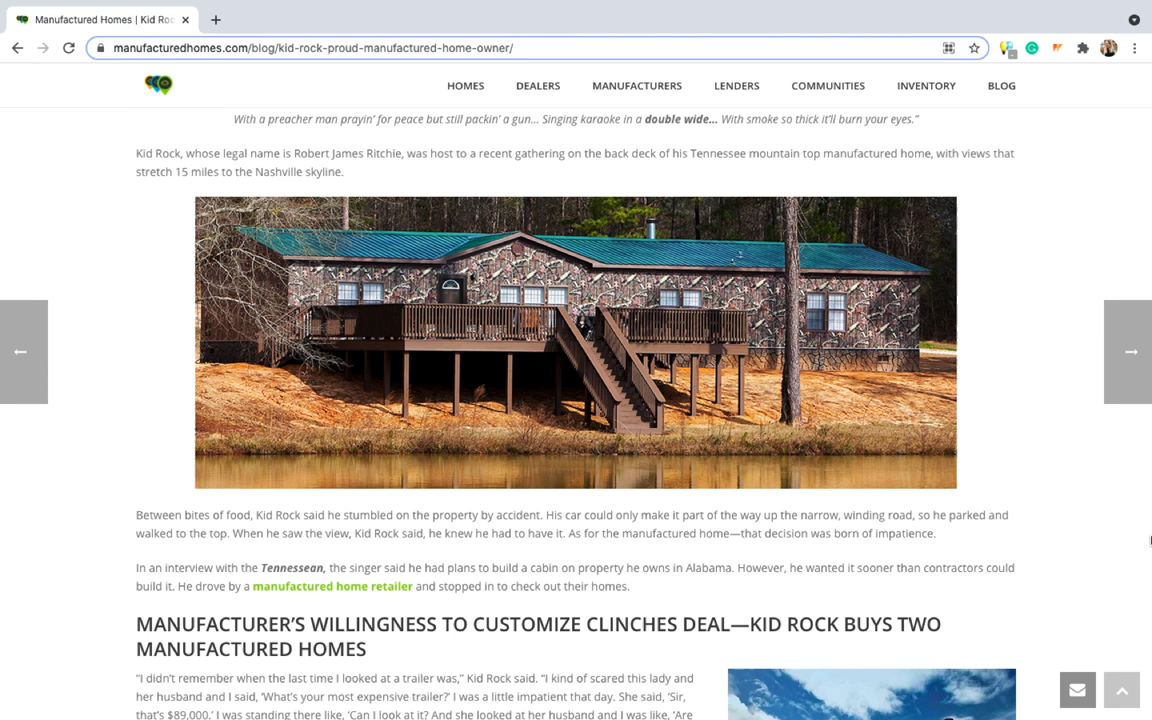 Manufactured Homes | Kid Roc
manufacturedhomes.com/blog/kid-rock-proud-manufactured-home-owner/
HOMES DEALERS MANUFACTURERS LENDERS COMMUNITIES INVENTORY BLOG
With a preacher man prayin’ for peace but still packin’ a gun… Singing karaoke in a double wide… With smoke so thick it’ll burn your eyes.”
Kid Rock, whose legal name is Robert James Ritchie, was host to a recent gathering on the back deck of his Tennessee mountain top manufactured home, with views that
stretch 15 miles to the Nashville skyline.
Between bites of food, Kid Rock said he stumbled on the property by accident. His car could only make it part of the way up the narrow, winding road, so he parked and
walked to the top. When he saw the view, Kid Rock said, he knew he had to have it. As for the manufactured home—that decision was born of impatience.
In an interview with the Tennessean, the singer said he had plans to build a cabin on property he owns in Alabama. However, he wanted it sooner than contractors could
build it. He drove by a manufactured home retailer and stopped in to check out their homes.
MANUFACTURER’S WILLINGNESS TO CUSTOMIZE CLINCHES DEAL—KID ROCK BUYS TWO
MANUFACTURED HOMES
“I didn’t remember when the last time I looked at a trailer was,” Kid Rock said. “I kind of scared this lady and
her husband and I said, ‘What’s your most expensive trailer?’ I was a little impatient that day. She said, ‘Sir,
that’s $89,000.’ I was standing there like, ‘Can I look at it? And she looked at her husband and I was like, ‘Are